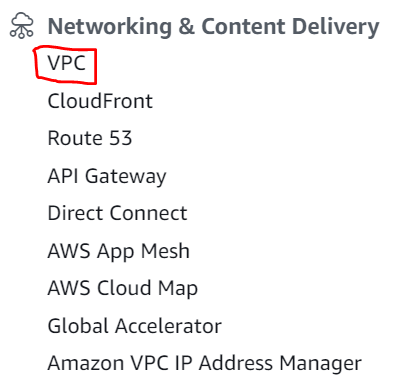 Networking & Content Delivery
VPC
CloudFront
Route 53
API Gateway
Direct Connect
AWS App Mesh
AWS Cloud Map
Global Accelerator
Amazon VPC IP Address Manager